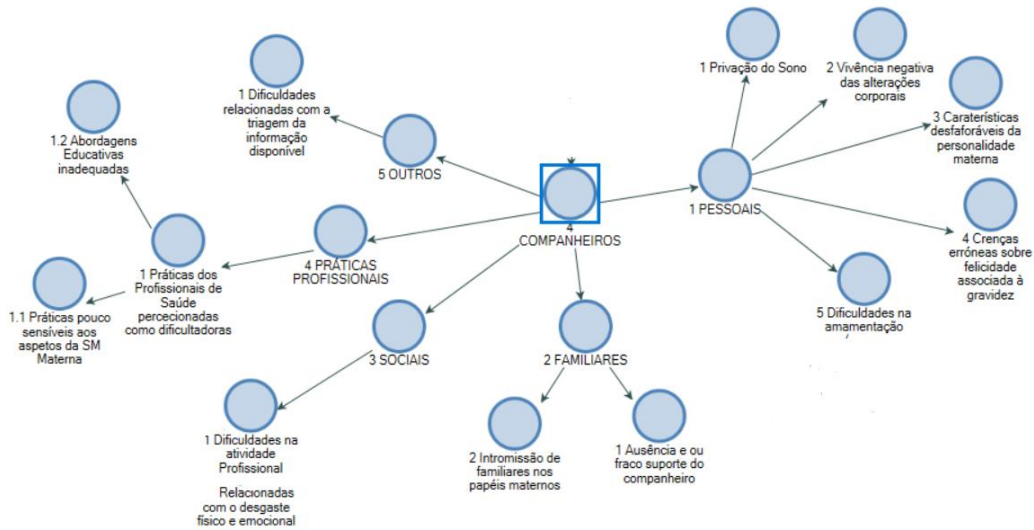 1 Privação do Sono
2 Vivência negativa
das alterações
corporais
3 Caraterísticas
desfaforáveis da
personalidade
materna
4 Crenças
erróneas sobre
felicidade
associada à
gravidez
5 Dificuldades na
amamentação
1 PESSOAIS
1 Dificuldades
relacionadas com a
triagem da
informação
disponível
5 OUTROS
1.2 Abordagens
Educativas
inadequadas
4
COMPANHEIROS
4 PRÁTICAS
PROFISSIONAIS
1 Práticas dos
Profissionais de
Saúde
percecionadas
como dificultadoras
1.1 Práticas pouco
sensíveis aos
aspetos da SM
Materna
3 SOCIAIS
2 FAMILIARES
1 Dificuldades na
atividade
Profissional
Relacionadas
com o desgaste
físico e emocional
2 Intromissão de
familiares nos
papéis maternos
1 Ausência e ou
fraco suporte do
companheiro